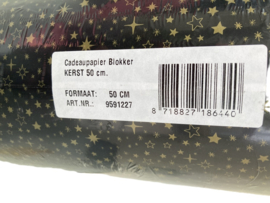 Cadeaupapier Blokker
KERST 50 cm.
FORMAAT: 50 CM
ART.NR.: 9591227
8 718827 186440